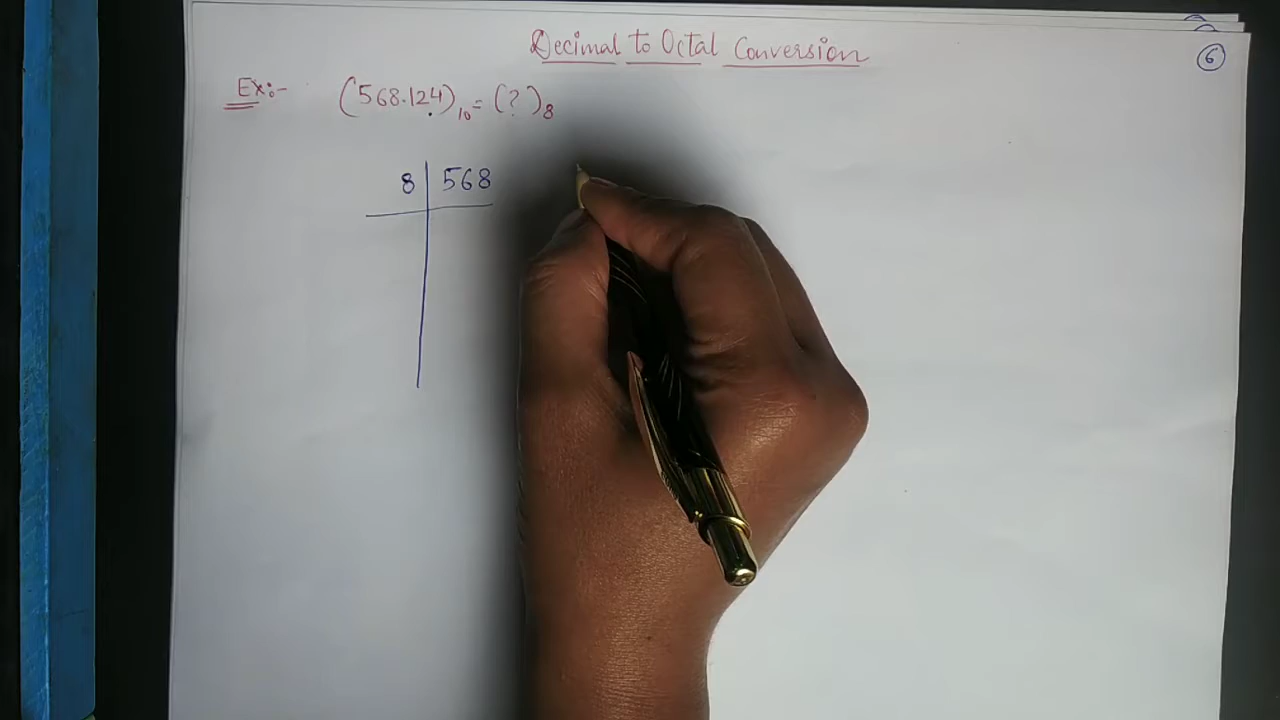 Decimal to Octal Conversion
6
Ex:- (568.124)₁₀ = (?)₈
8 | 568